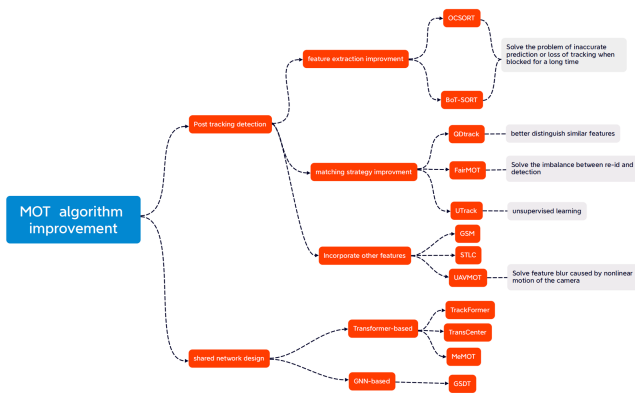 OCSORT
Solve the problem of inaccurate
prediction or loss of tracking when
blocked for a long time
feature extraction improvment
BoT-SORT
Post tracking detection
QDtrack
better distinguish similar features
matching strategy improvment
FairMOT
Solve the imbalance between re-id and
detection
UTrack
unsupervised learning
MOT algorithm
improvement
GSM
Incorporate other features
STLC
UAVMOT
Solve feature blur caused by nonlinear
motion of the camera
TrackFormer
Transformer-based
TransCenter
MeMOT
shared network design
GNN-based
GSDT